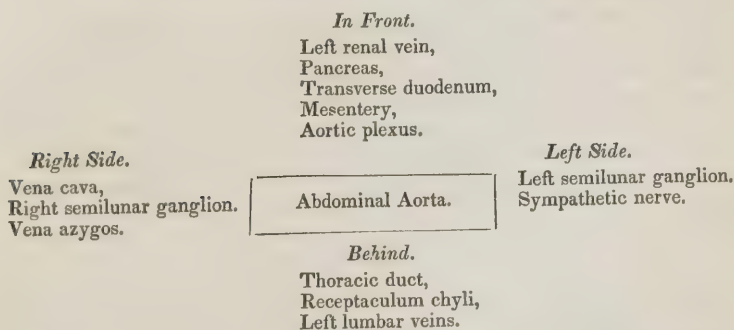 In Front.
Left renal vein,
Pancreas,
Transverse duodenum,
Mesentery,
Aortic plexus.
Right Side.
Vena cava,
Right semilunar ganglion.
Vena azygos.
Abdominal Aorta.
Left Side.
Left semilunar ganglion.
Sympathetic nerve.
Behind.
Thoracic duct,
Receptaculum chyli,
Left lumbar veins.